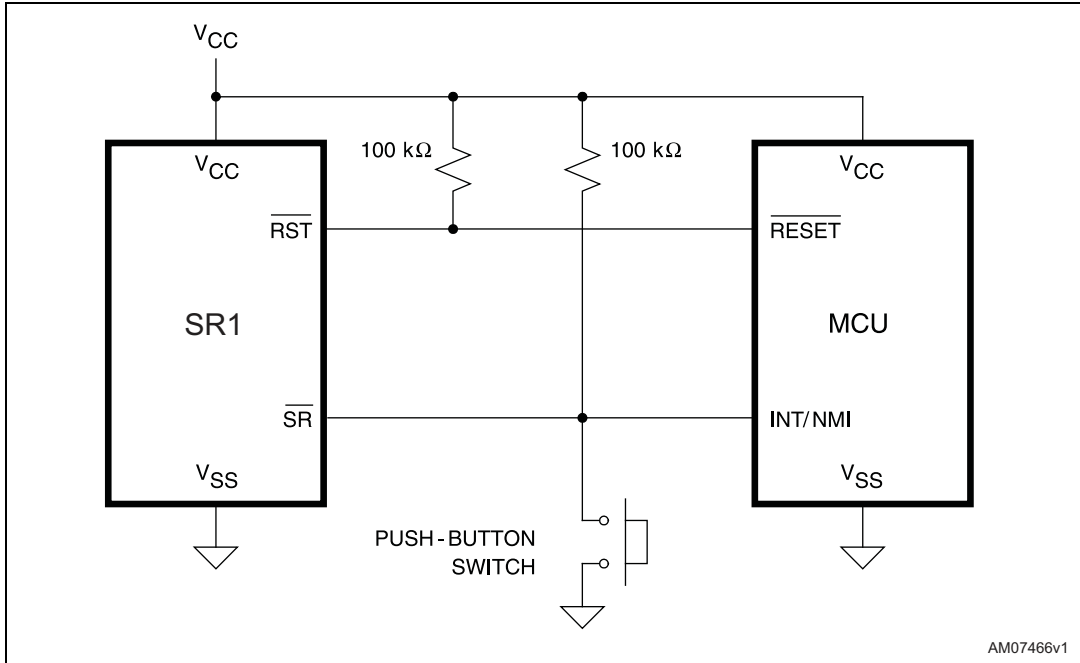 VCC
100 kΩ
100 kΩ
VCC
RST
SR1
SR
VSS
VCC
RESET
MCU
INT/NMI
VSS
PUSH-BUTTON
SWITCH
AM07466v1